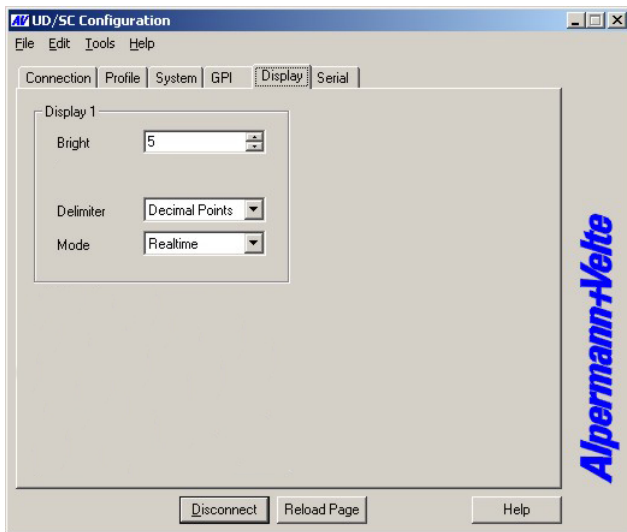 AV UD/SC Configuration
File Edit Tools Help
Connection Profile System GPI Display Serial
Display 1
Bright 5
Delimiter Decimal Points
Mode Realtime
Alpermann+Velte
Disconnect Reload Page Help